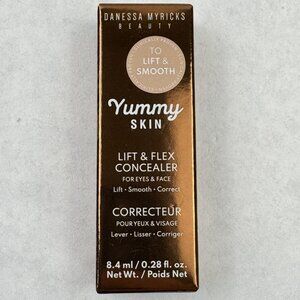 DANESSA MYRICKS
BEAUTY
TO
LIFT &
SMOOTH
Yummy
SKIN
LIFT & FLEX
CONCEALER
FOR EYES & FACE
Lift • Smooth • Correct
CORRECTEUR
POUR YEUX & VISAGE
Lever • Lisser • Corriger
8.4 ml / 0.28 fl. oz.
Net Wt. / Poids Net